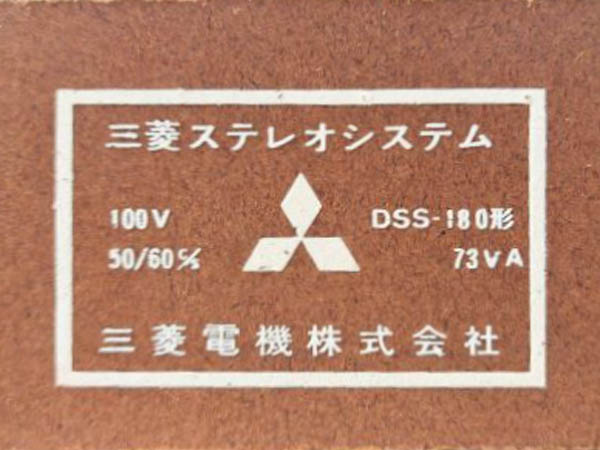 三菱ステレオシステム
100V DSS-180形
50/60㎐ 73VA
三菱電機株式会社